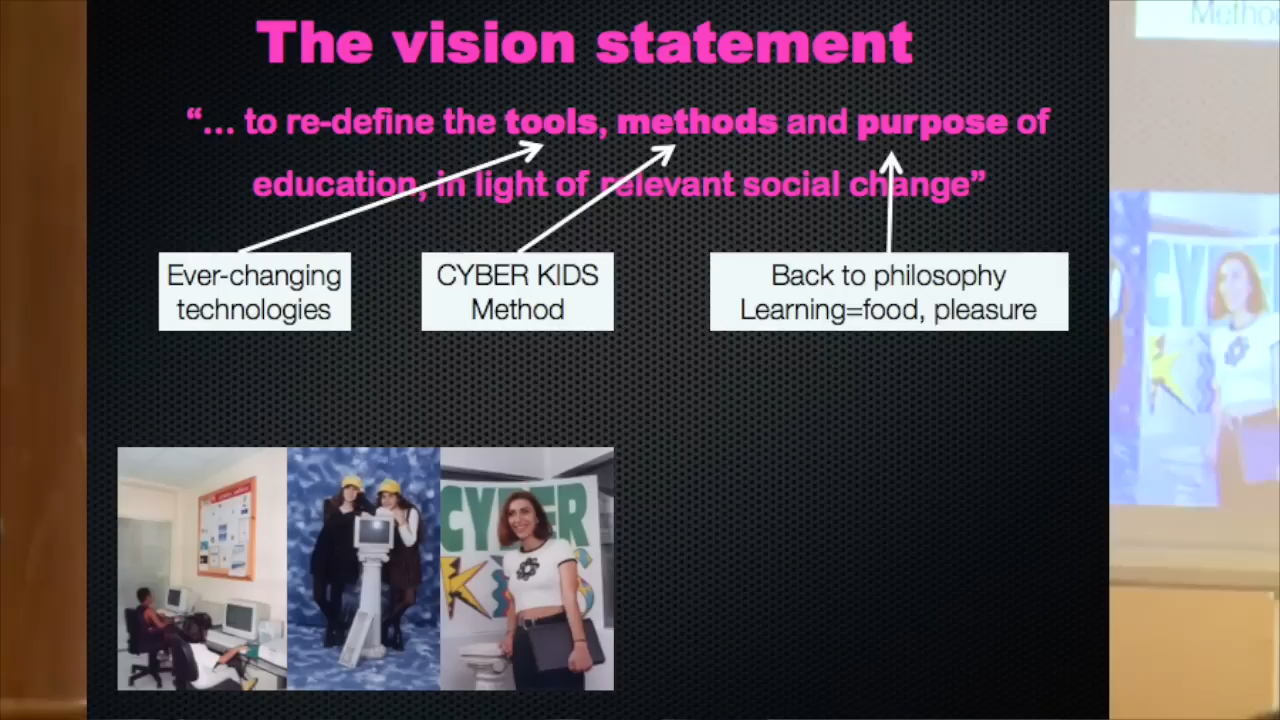 The vision statement
“... to re-define the tools, methods and purpose of
education, in light of relevant social change”
Ever-changing
technologies
CYBER KIDS
Method
Back to philosophy
Learning=food, pleasure
CYBER